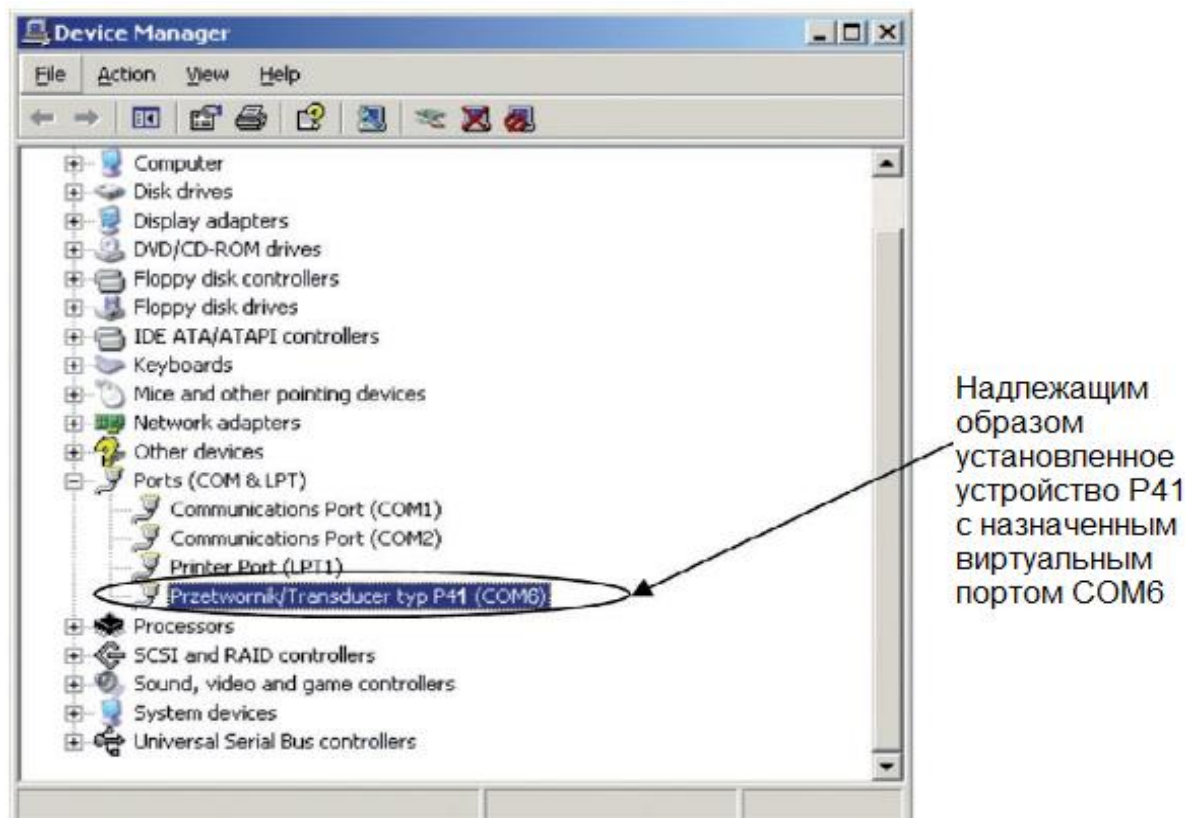 Device Manager
File Action View Help
Computer
Disk drives
Display adapters
DVD/CD-ROM drives
Floppy disk controllers
Floppy disk drives
IDE ATA/ATAPI controllers
Keyboards
Mice and other pointing devices
Network adapters
Other devices
Ports (COM & LPT)
Communications Port (COM1)
Communications Port (COM2)
Printer Port (LPT1)
Przetwornik/Transducer typ P41 (COM6)
Processors
SCSI and RAID controllers
Sound, video and game controllers
System devices
Universal Serial Bus controllers
Надлежащим
образом
установленное
устройство P41
с назначенным
виртуальным
портом COM6